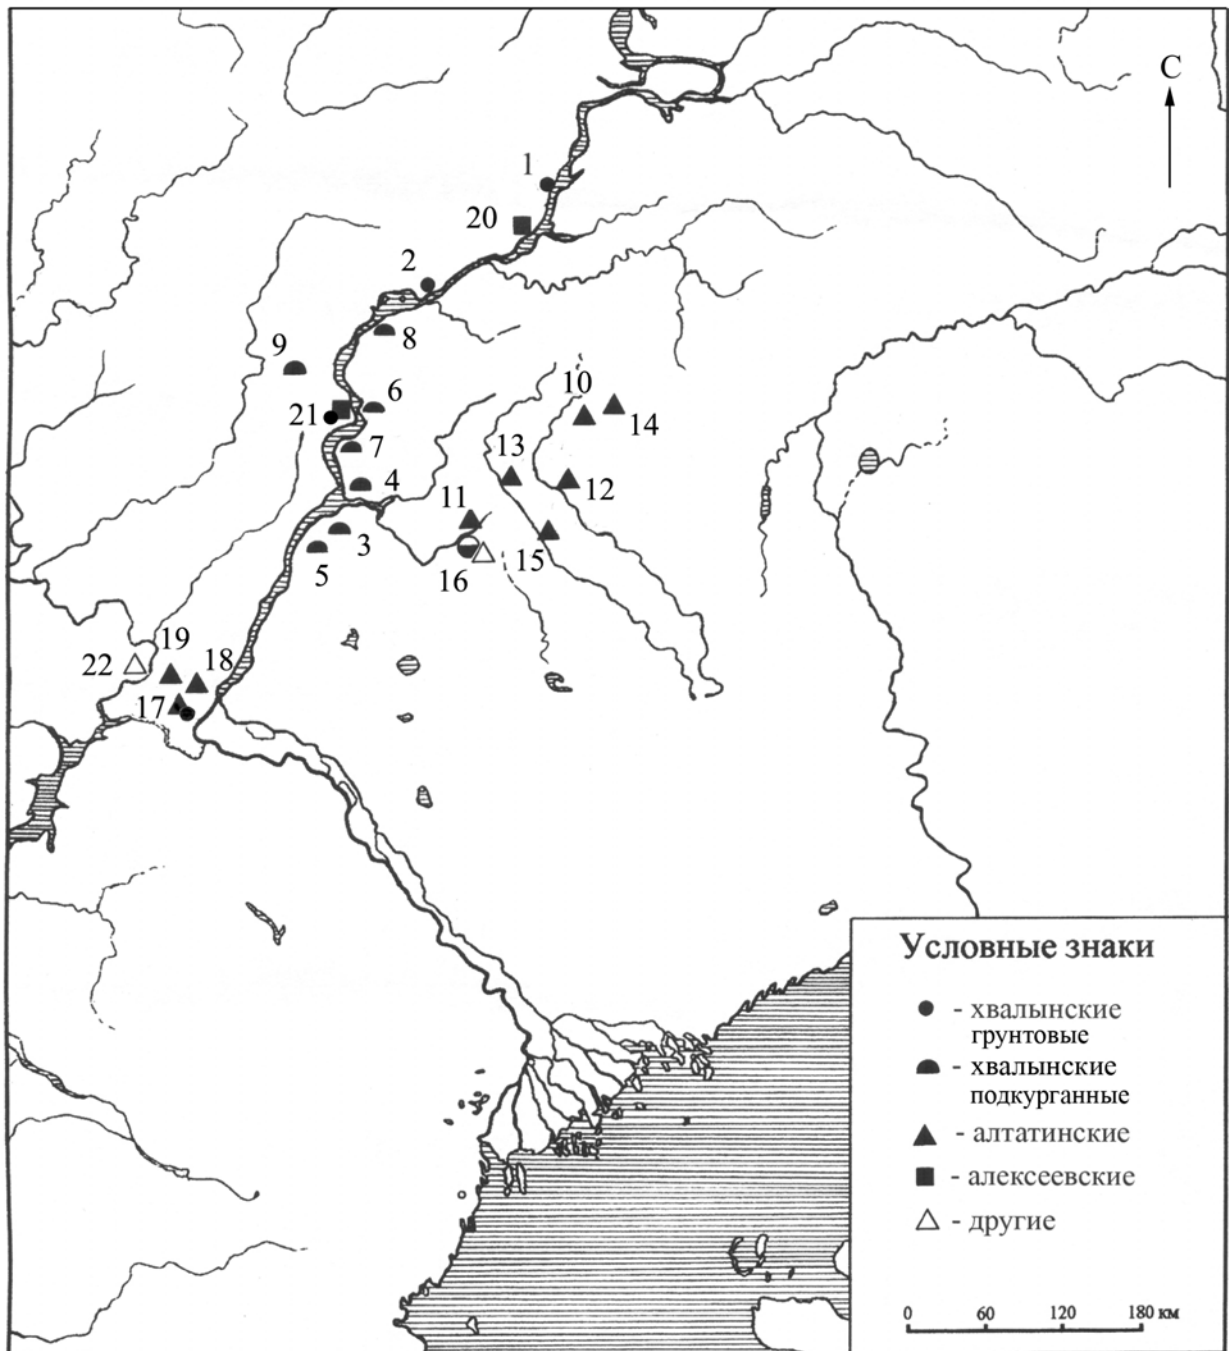 С
1
20
2
8
9
6
10
21
14
7
13
4
12
11
3
15
5
16
19
18
22
17
Условные знаки
- хвалынские
грунтовые
- хвалынские
подкурганные
- алтатинские
- алексеевские
- другие
0 60 120 180 км